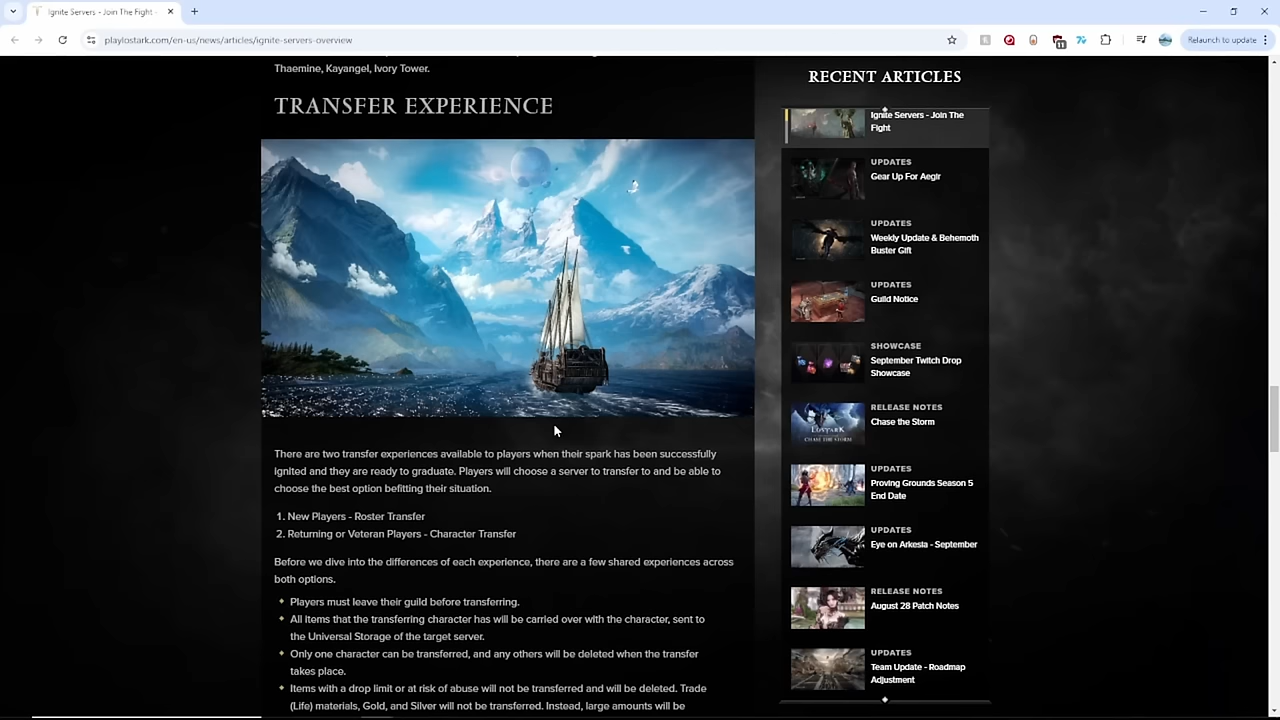 Ignite Servers - Join The Fight -
playlostark.com/en-us/news/articles/ignite-servers-overview
11
Relaunch to update
Thaemine, Kayangel, Ivory Tower.
TRANSFER EXPERIENCE
There are two transfer experiences available to players when their spark has been successfully
ignited and they are ready to graduate. Players will choose a server to transfer to and be able to
choose the best option befitting their situation.
1. New Players - Roster Transfer
2. Returning or Veteran Players - Character Transfer
Before we dive into the differences of each experience, there are a few shared experiences across
both options.
Players must leave their guild before transferring.
All items that the transferring character has will be carried over with the character, sent to
the Universal Storage of the target server.
Only one character can be transferred, and any others will be deleted when the transfer
takes place.
Items with a drop limit or at risk of abuse will not be transferred and will be deleted. Trade
(Life) materials, Gold, and Silver will not be transferred. Instead, large amounts will be
RECENT ARTICLES
Ignite Servers - Join The
Fight
UPDATES
Gear Up For Aegir
UPDATES
Weekly Update & Behemoth
Buster Gift
UPDATES
Guild Notice
SHOWCASE
September Twitch Drop
Showcase
RELEASE NOTES
Chase the Storm
LOST ARK
CHASE THE STORM
UPDATES
Proving Grounds Season 5
End Date
UPDATES
Eye on Arkesia - September
RELEASE NOTES
August 28 Patch Notes
UPDATES
Team Update - Roadmap
Adjustment